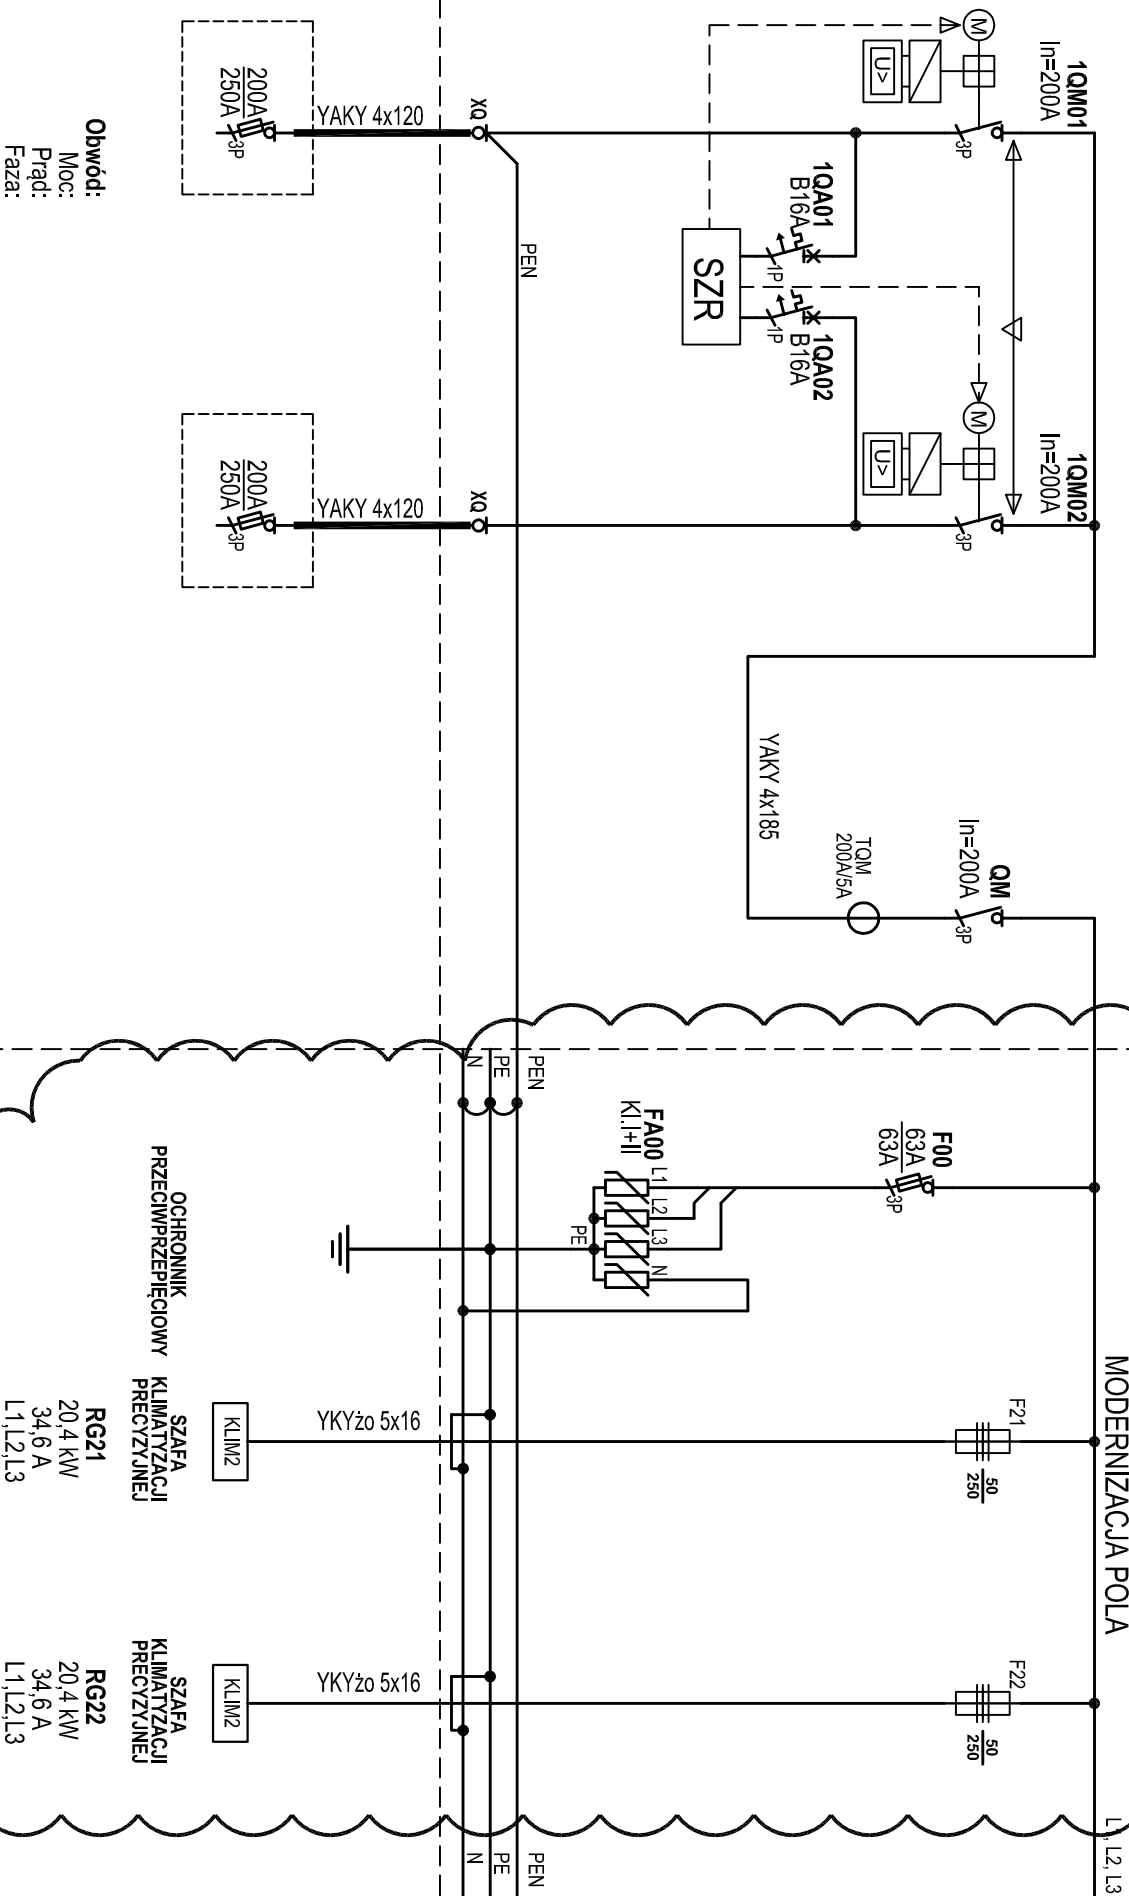 MODERNIZACJA POLA
L1, L2, L3
1QM01
In=200A
3P
M
U>
1QM02
In=200A
3P
M
U>
QM
In=200A
3P
TQM
200A/5A
YAKY 4x185
1QA01
B16A
1P
1QA02
B16A
1P
SZR
F00
63A
63A
3P
FA00
Kl.I+II
L1
L2
L3
N
PE
F21
50
250
F22
50
250
PEN
PEN
PE
N
PEN
PE
N
XQ
YAKY 4x120
200A
250A
3P
XQ
YAKY 4x120
200A
250A
3P
YKYżo 5x16
KLIM2
YKYżo 5x16
KLIM2
OCHRONNIK
PRZECIWPRZEPIĘCIOWY
SZAFA
KLIMATYZACJI
PRECYZYJNEJ
SZAFA
KLIMATYZACJI
PRECYZYJNEJ
Obwód:
Moc:
Prąd:
Faza:
RG21
20,4 kW
34,6 A
L1,L2,L3
RG22
20,4 kW
34,6 A
L1,L2,L3